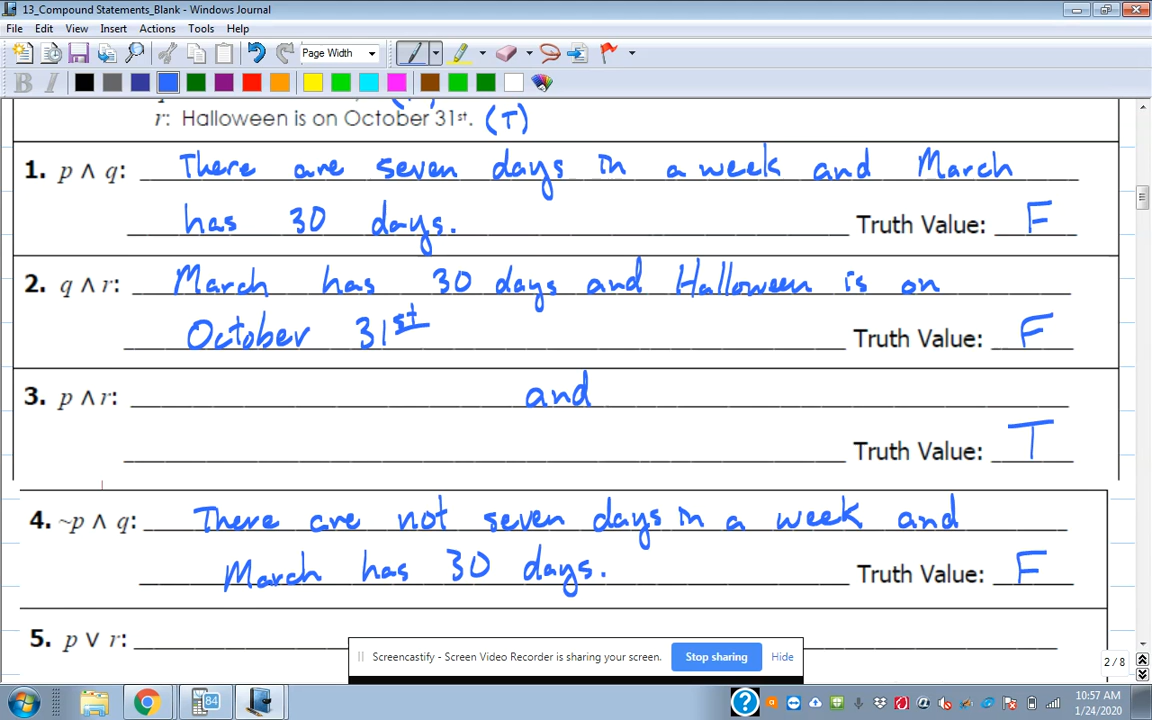 13_Compound Statements_Blank - Windows Journal
File Edit View Insert Actions Tools Help
Page Width
B I
r: Halloween is on October 31st. (T)
1. p ∧ q: There are seven days in a week and March
has 30 days. Truth Value: F
2. q ∧ r: March has 30 days and Halloween is on
October 31st Truth Value: F
3. p ∧ r: and
Truth Value: T
4. ~p ∧ q: There are not seven days in a week and
March has 30 days. Truth Value: F
5. p ∨ r:
Screencastify - Screen Video Recorder is sharing your screen. Stop sharing Hide
2 / 8
84
10:57 AM
1/24/2020